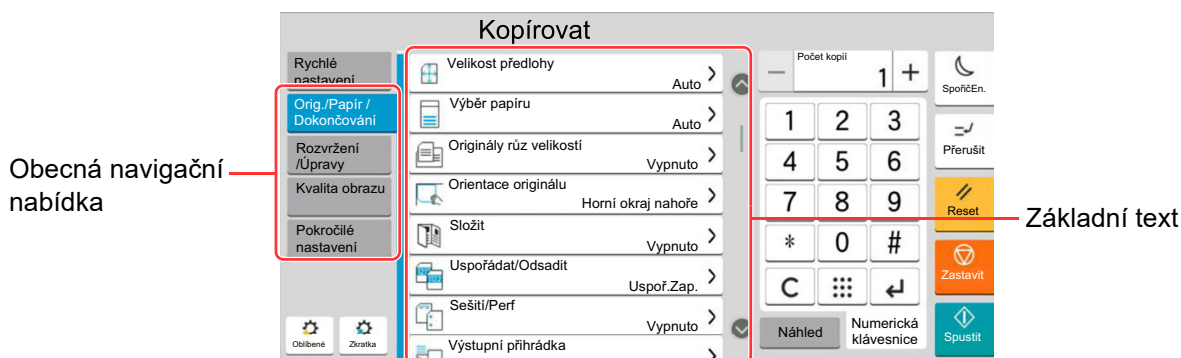 Kopírovat
Rychlé
nastavení
Orig./Papír /
Dokončování
Rozvržení
/Úpravy
Kvalita obrazu
Pokročilé
nastavení
Oblíbené
Zkratka
Obecná navigační
nabídka
Velikost předlohy
Auto
Výběr papíru
Auto
Originály růz velikostí
Vypnuto
Orientace originálu
Horní okraj nahoře
Složit
Vypnuto
Uspořádat/Odsadit
Uspoř.Zap.
Sešití/Perf
Vypnuto
Výstupní přihrádka
Počet kopií
− 1 +
1 2 3
4 5 6
7 8 9
* 0 #
C
Náhled
Numerická
klávesnice
SpořičEn.
Přerušit
Reset
Zastavit
Spustit
Základní text